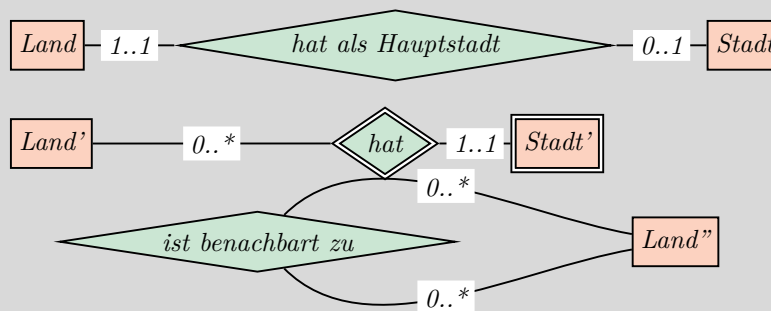 Land 1..1 hat als Hauptstadt 0..1 Stadt
Land' 0..* hat 1..1 Stadt'
0..*
ist benachbart zu Land"
0..*